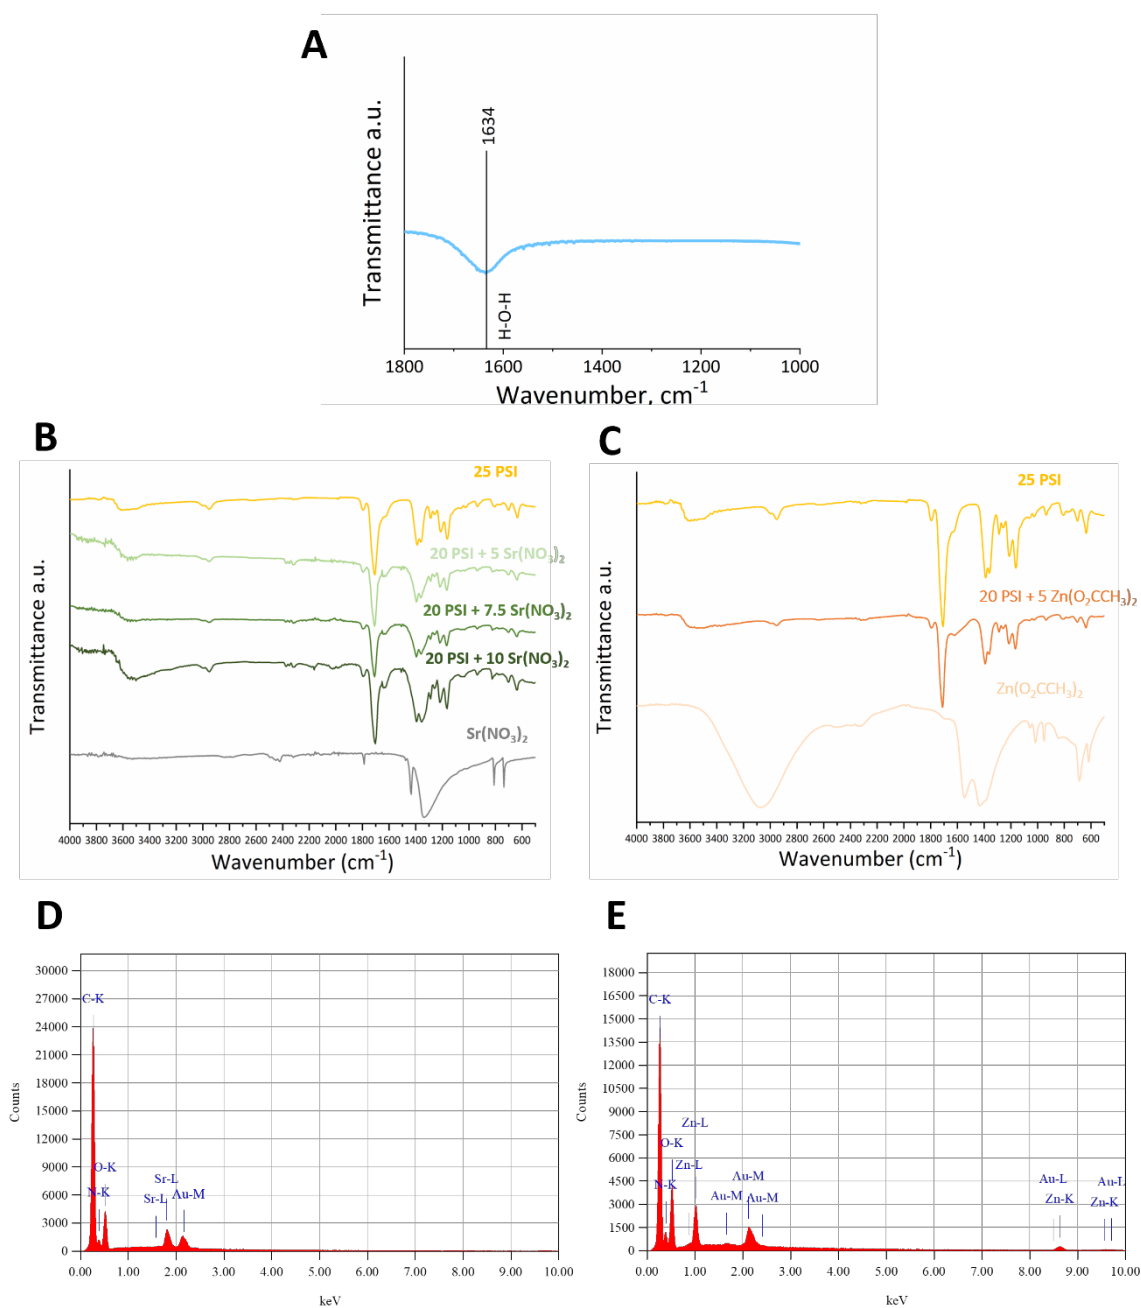 A
Transmittance a.u.
1634
H-O-H
1800 1600 1400 1200 1000
Wavenumber, cm⁻¹
B
25 PSI
20 PSI + 5 Sr(NO₃)₂
20 PSI + 7.5 Sr(NO₃)₂
20 PSI + 10 Sr(NO₃)₂
Sr(NO₃)₂
Transmittance a.u.
4000 3600 3200 3000 2800 2400 2000 1800 1600 1400 1200 1000 800 600
Wavenumber (cm⁻¹)
C
25 PSI
20 PSI + 5 Zn(O₂CCH₃)₂
Zn(O₂CCH₃)₂
Transmittance a.u.
4000 3600 3200 3000 2800 2400 2000 1800 1600 1400 1200 1000 800 600
Wavenumber (cm⁻¹)
D
30000
27000
24000
21000
18000
15000
12000
9000
6000
3000
0
Counts
C-K
O-K
N-K
Sr-L
Sr-L
Au-M
0.00 1.00 2.00 3.00 4.00 5.00 6.00 7.00 8.00 9.00 10.00
keV
E
18000
16500
15000
13500
12000
10500
9000
7500
6000
4500
3000
1500
0
Counts
C-K
Zn-L
O-K
Zn-L
N-K
Au-M
Au-M
Au-M
Au-L
Zn-K
Au-L
Zn-K
0.00 1.00 2.00 3.00 4.00 5.00 6.00 7.00 8.00 9.00 10.00
keV